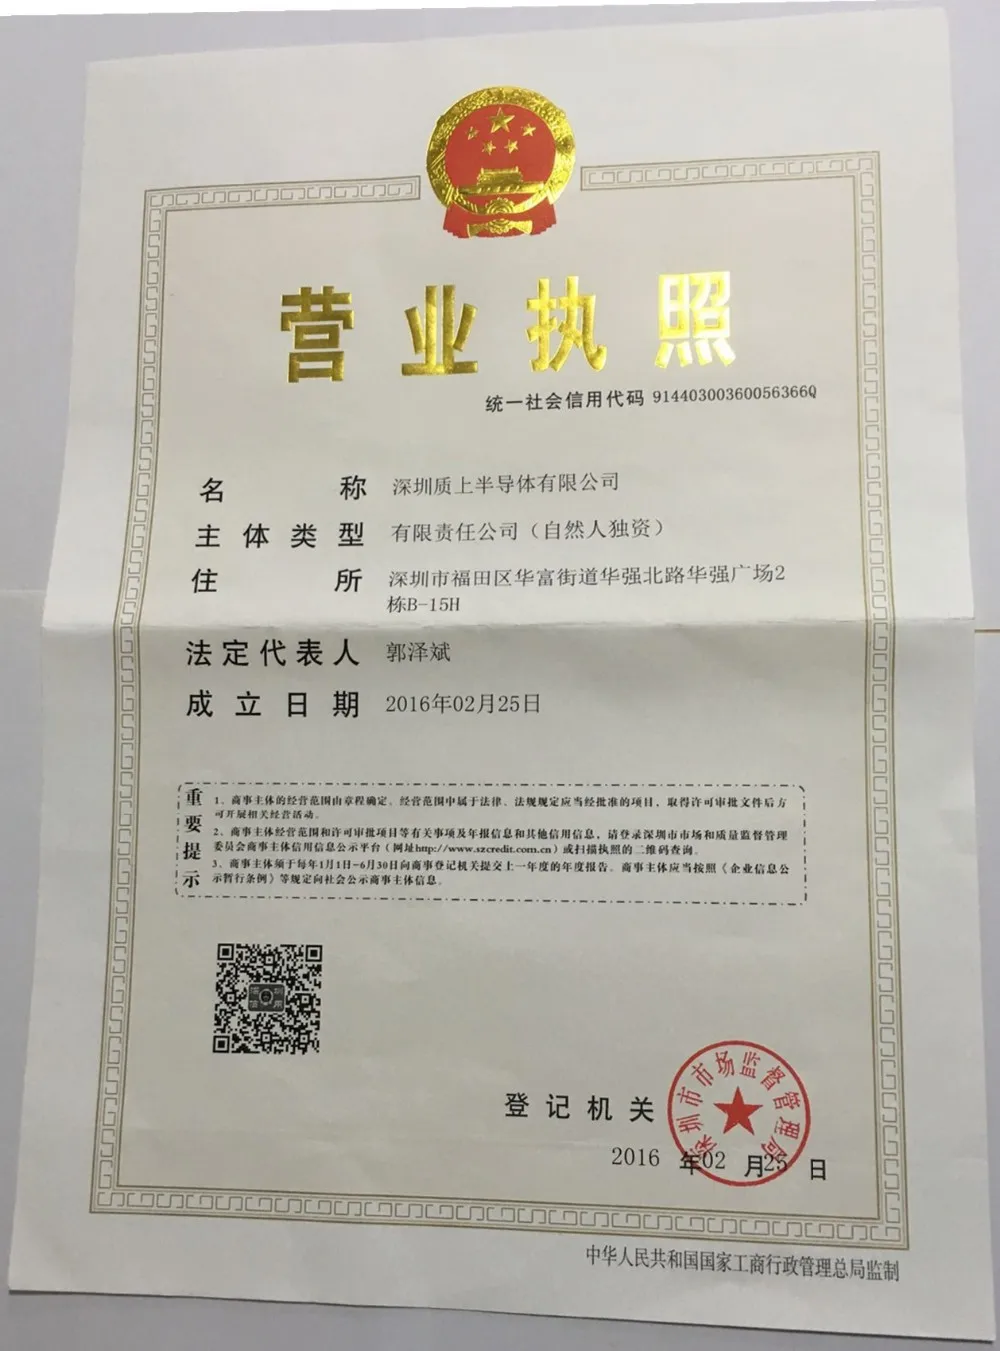 营业执照
统一社会信用代码 91440300360056366Q
名称 深圳质上半导体有限公司
主体类型 有限责任公司（自然人独资）
住所 深圳市福田区华富街道华强北路华强广场2
栋B-15H
法定代表人 郭泽斌
成立日期 2016年02月25日
重要提示
1、商事主体的经营范围由章程确定。经营范围中属于法律、法规规定应当经批准的项目，取得许可审批文件后方
可开展相关经营活动。
2、商事主体经营范围和许可审批项目等有关事项及年报信息和其他信用信息，请登录深圳市市场和质量监督管理
委员会商事主体信用信息公示平台（网址http://www.szcredit.com.cn）或扫描执照的二维码查询。
3、商事主体须于每年1月1日-6月30日向商事登记机关提交上一年度的年度报告。商事主体应当按照《企业信息公
示暂行条例》等规定向社会公示商事主体信息。
登记机关
深圳市市场监督管理局
2016 年02 月25 日
中华人民共和国国家工商行政管理总局监制